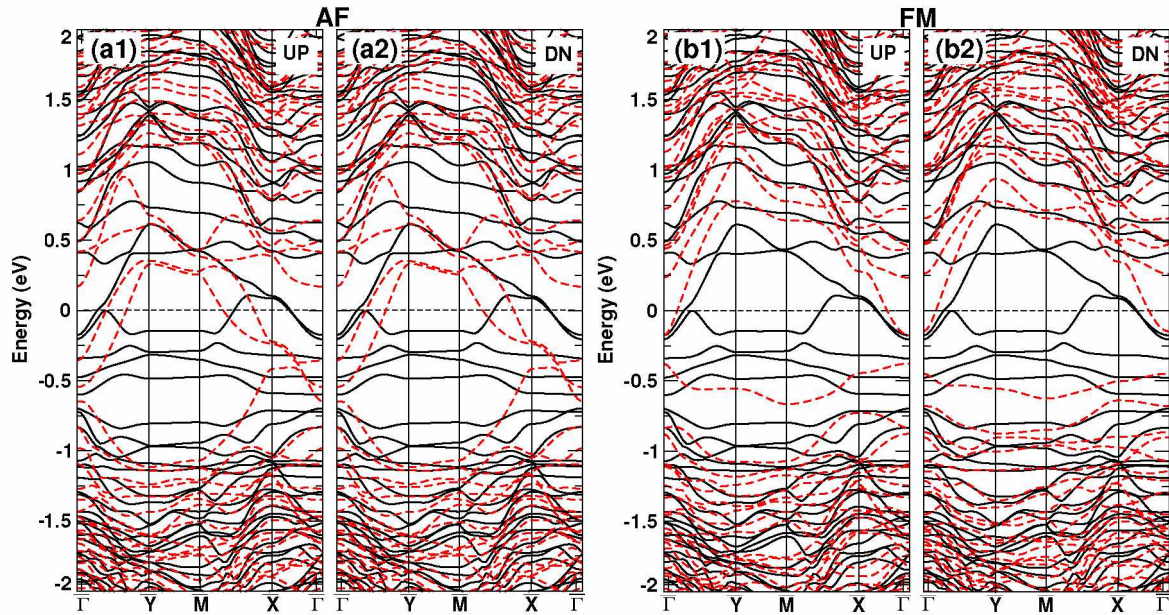 AF FM
(a1) UP (a2) DN (b1) UP (b2) DN
Energy (eV) Energy (eV)
2 2
1.5 1.5
1 1
0.5 0.5
0 0
-0.5 -0.5
-1 -1
-1.5 -1.5
-2 -2
Γ Y M X Γ Y M X Γ Γ Y M X Γ Y M X Γ